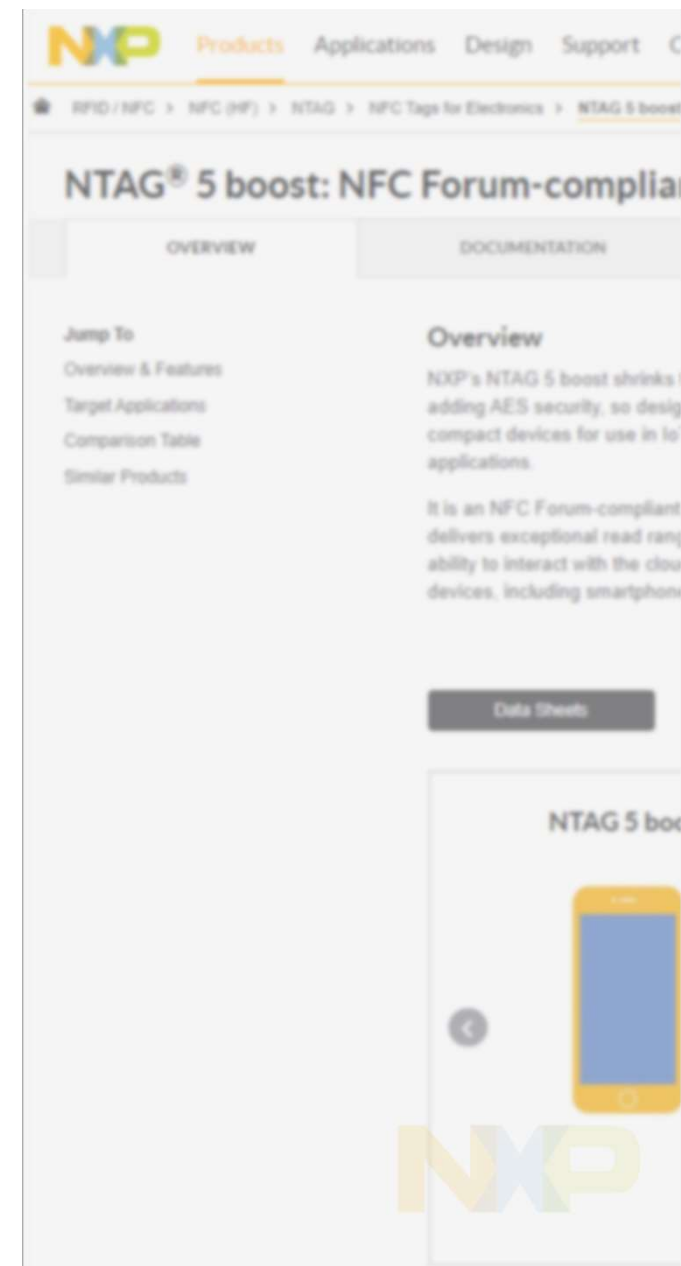 NXP
Products Applications Design Support
RFID / NFC > NFC (HF) > NTAG > NFC Tags for Electronics > NTAG 5 boost
NTAG® 5 boost: NFC Forum-complia
OVERVIEW
DOCUMENTATION
Jump To
Overview & Features
Target Applications
Comparison Table
Similar Products
Overview
NXP's NTAG 5 boost shrinks
adding AES security, so desig
compact devices for use in Io
applications.
It is an NFC Forum-compliant
delivers exceptional read rang
ability to interact with the clou
devices, including smartphone
Data Sheets
NTAG 5 boo
NXP